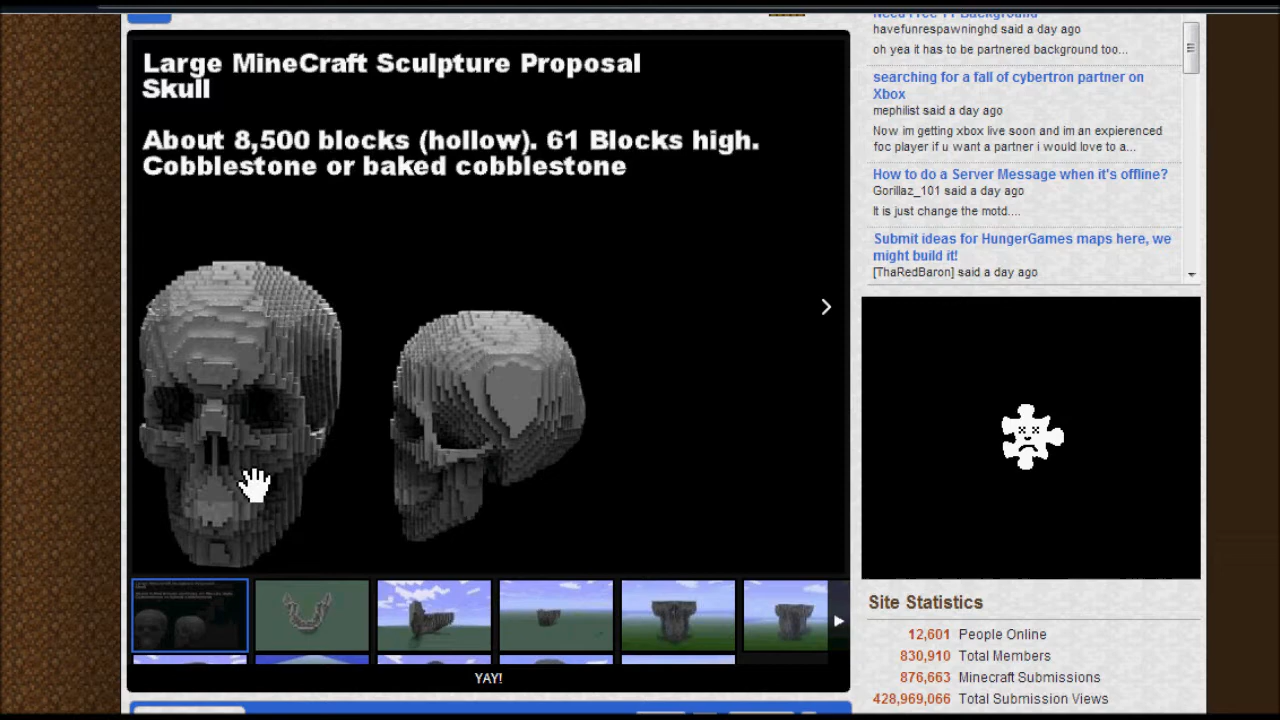 Large MineCraft Sculpture Proposal
Skull
About 8,500 blocks (hollow). 61 Blocks high.
Cobblestone or baked cobblestone
YAY!
havefunrespawninghd said a day ago
oh yea it has to be partnered background too...
searching for a fall of cybertron partner on
Xbox
mephilist said a day ago
Now im getting xbox live soon and im an expierenced
foc player if u want a partner i would love to a...
How to do a Server Message when it's offline?
Gorillaz_101 said a day ago
It is just change the motd....
Submit ideas for HungerGames maps here, we
might build it!
[ThaRedBaron] said a day ago
Site Statistics
12,601 People Online
830,910 Total Members
876,663 Minecraft Submissions
428,969,066 Total Submission Views